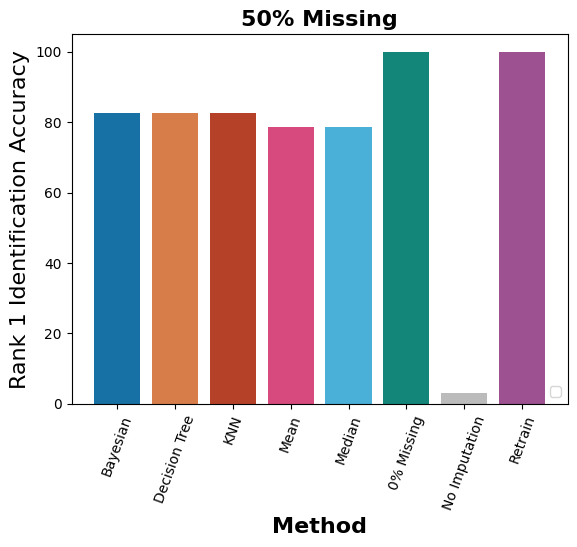 50% Missing
Rank 1 Identification Accuracy
100
80
60
40
20
0
Bayesian
Decision Tree
KNN
Mean
Median
0% Missing
No Imputation
Retrain
Method